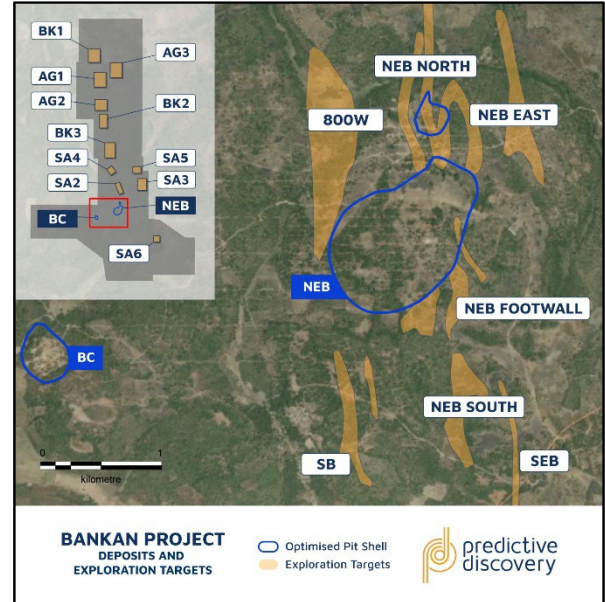 BK1
AG3
AG1
AG2
BK2
BK3
SA4
SA5
SA2
SA3
BC
NEB
SA6
NEB NORTH
800W
NEB EAST
NEB
NEB FOOTWALL
BC
NEB SOUTH
SB
SEB
0 1
kilometre
BANKAN PROJECT
DEPOSITS AND
EXPLORATION TARGETS
Optimised Pit Shell
Exploration Targets
predictive
discovery